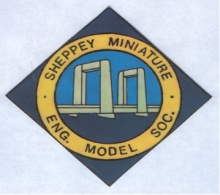 · SHEPPEY MINIATURE ·
ENG. MODEL SOC.